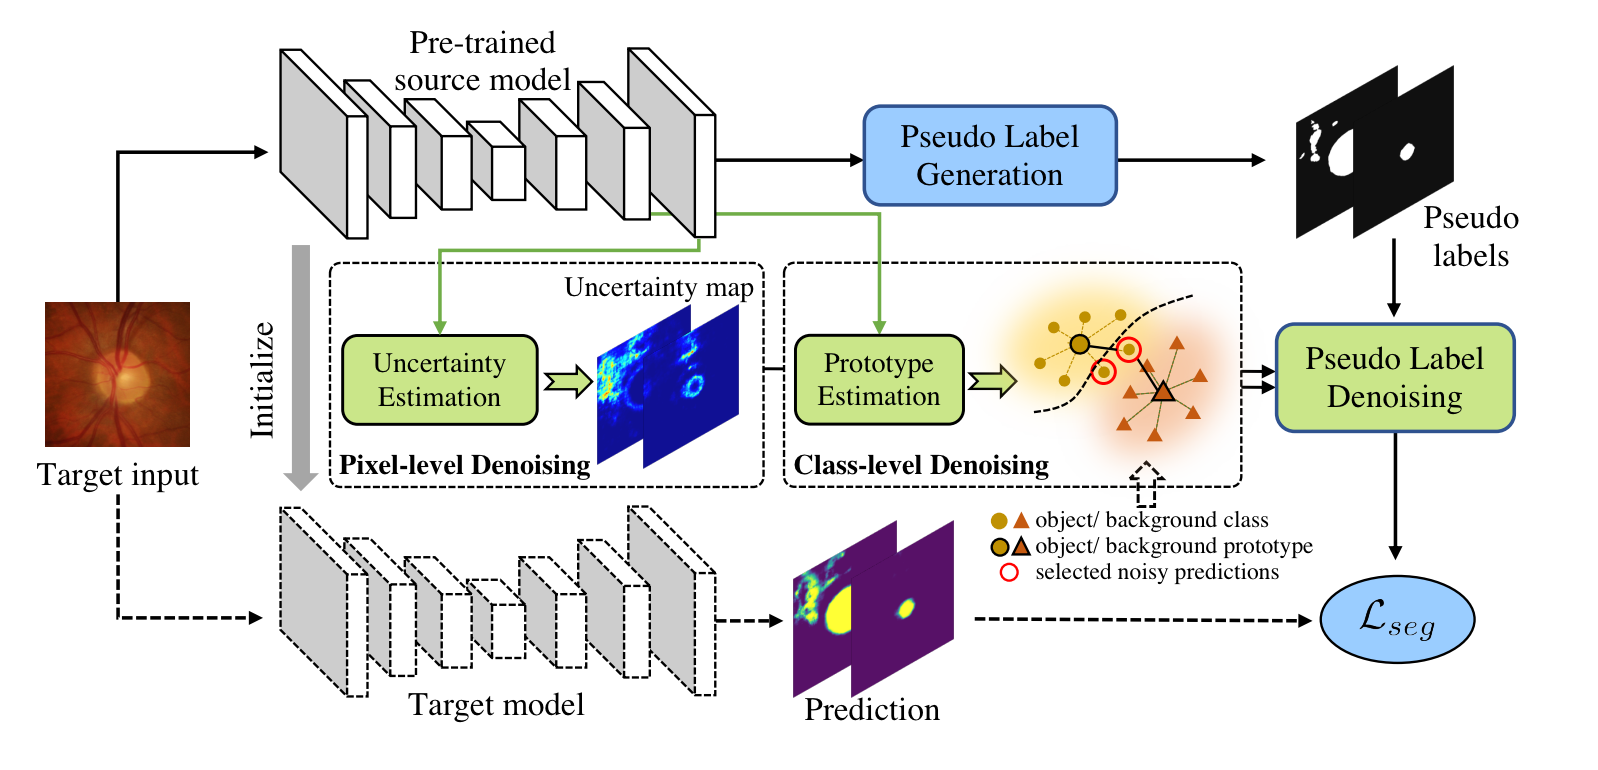 Pre-trained
source model
Pseudo Label
Generation
Pseudo
labels
Target input
Initialize
Uncertainty map
Uncertainty
Estimation
Pixel-level Denoising
Prototype
Estimation
Class-level Denoising
Pseudo Label
Denoising
object/ background class
object/ background prototype
selected noisy predictions
Target model
Prediction
ℒseg